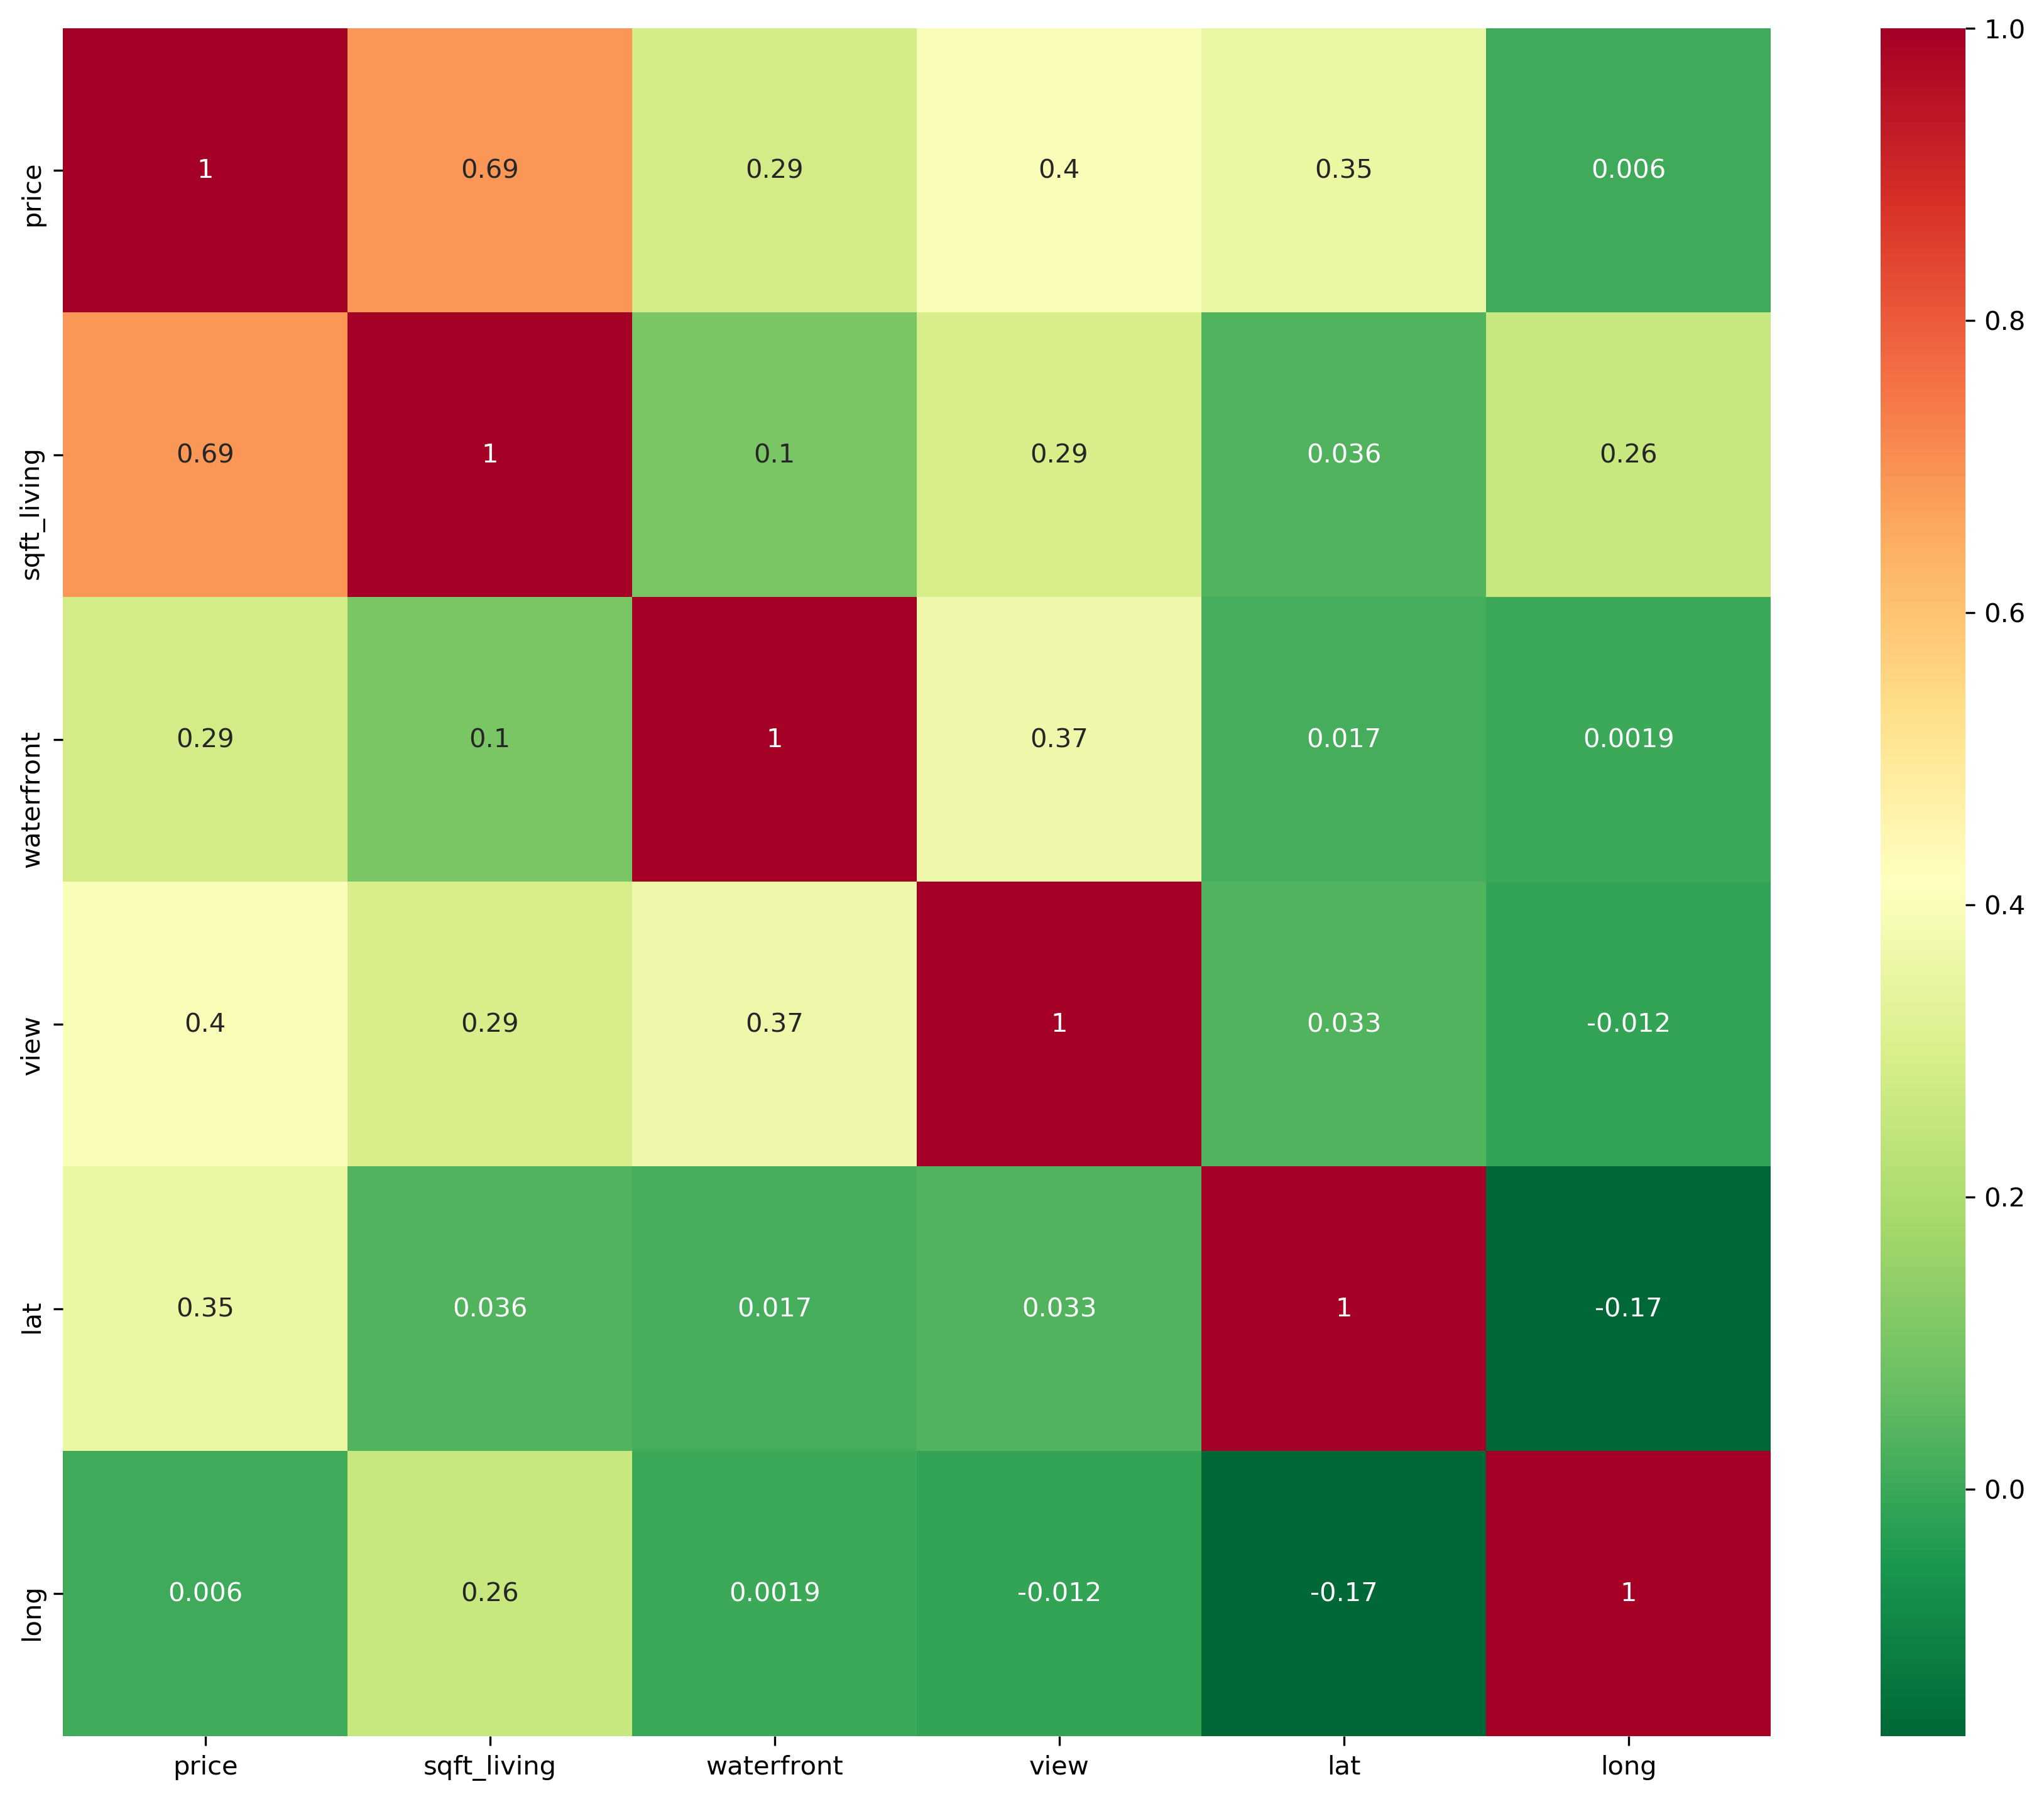 1.0
price 1 0.69 0.29 0.4 0.35 0.006
0.8
sqft_living 0.69 1 0.1 0.29 0.036 0.26
0.6
waterfront 0.29 0.1 1 0.37 0.017 0.0019
0.4
view 0.4 0.29 0.37 1 0.033 -0.012
0.2
lat 0.35 0.036 0.017 0.033 1 -0.17
0.0
long 0.006 0.26 0.0019 -0.012 -0.17 1
price sqft_living waterfront view lat long